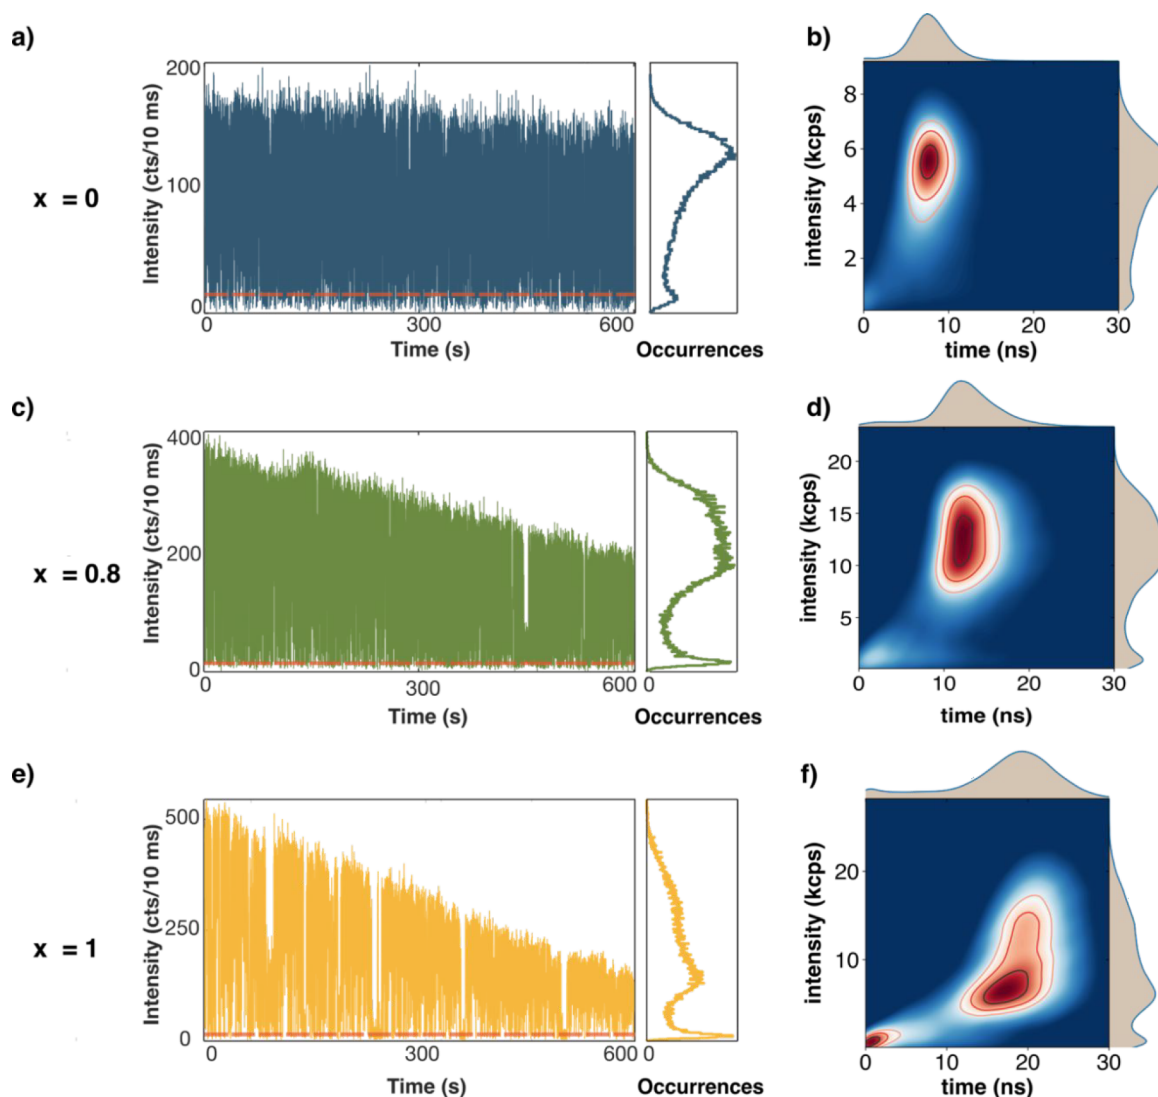 a)
x = 0
Intensity (cts/10 ms)
200
100
0
0 300 600
Time (s)
Occurrences
b)
intensity (kcps)
8
6
4
2
0 10 20 30
time (ns)
c)
x = 0.8
Intensity (cts/10 ms)
400
200
0
0 300 600 0
Time (s)
Occurrences
d)
intensity (kcps)
20
15
10
5
0 10 20 30
time (ns)
e)
x = 1
Intensity (cts/10 ms)
500
250
0
0 300 600 0
Time (s)
Occurrences
f)
intensity (kcps)
20
10
0 10 20 30
time (ns)